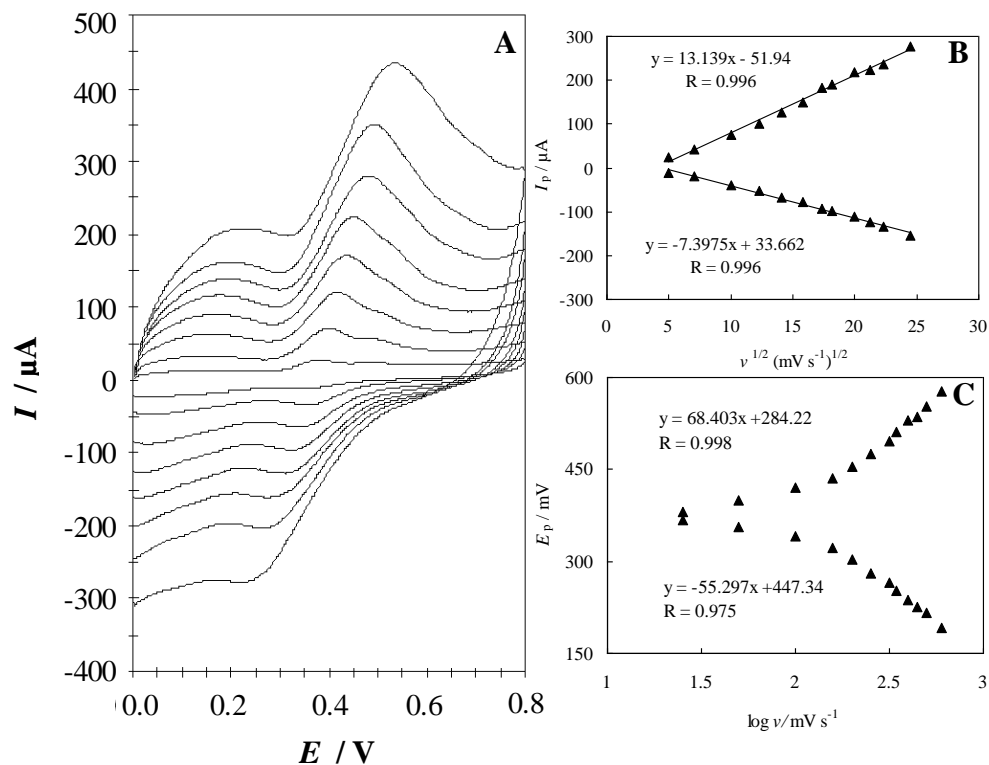 A
500
400
300
200
100
0
-100
-200
-300
-400
I / µA
0.0 0.2 0.4 0.6 0.8
E / V
B
y = 13.139x - 51.94
R = 0.996
y = -7.3975x + 33.662
R = 0.996
300
200
100
0
-100
-200
-300
Ip / µA
0 5 10 15 20 25 30
v 1/2 (mV s-1)1/2
C
y = 68.403x +284.22
R = 0.998
y = -55.297x +447.34
R = 0.975
600
450
300
150
Ep / mV
1 1.5 2 2.5 3
log v/mV s-1